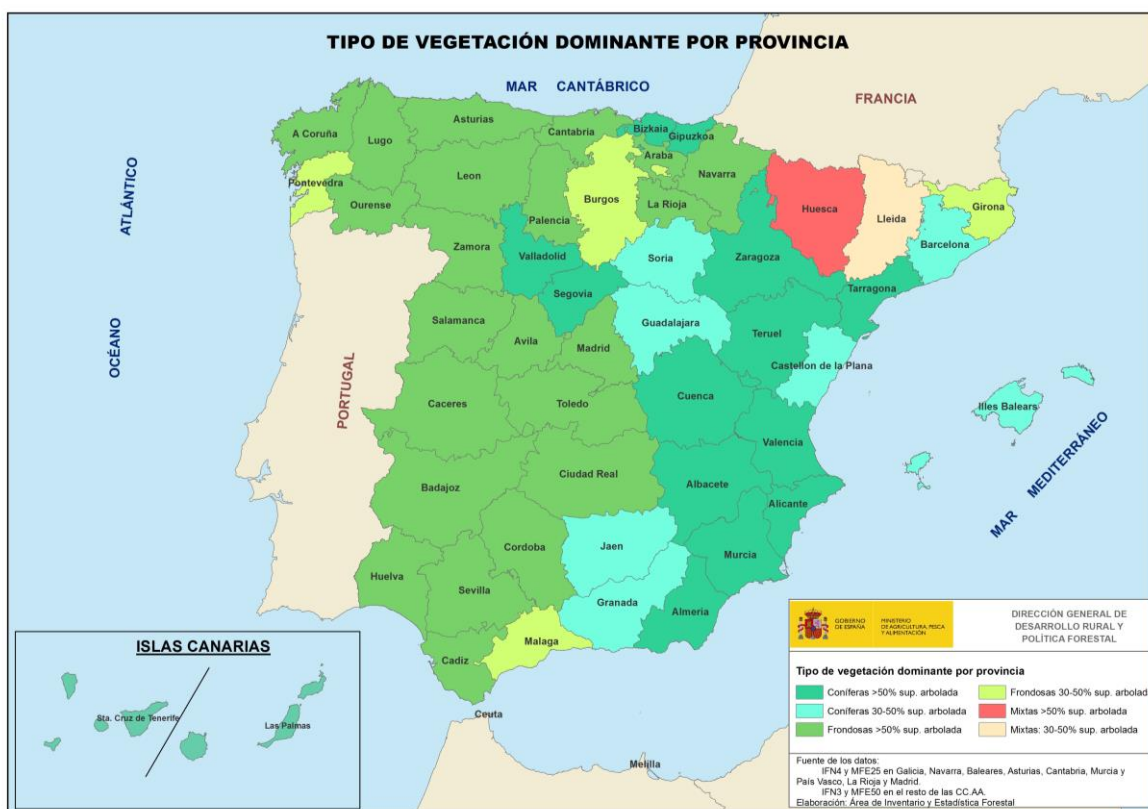 TIPO DE VEGETACIÓN DOMINANTE POR PROVINCIA
MAR CANTÁBRICO
FRANCIA
OCÉANO ATLÁNTICO
PORTUGAL
MAR MEDITERRÁNEO
A Coruña
Lugo
Asturias
Cantabria
Bizkaia
Gipuzkoa
Araba
Navarra
Pontevedra
Ourense
Leon
Palencia
Burgos
La Rioja
Huesca
Lleida
Girona
Barcelona
Zamora
Valladolid
Soria
Zaragoza
Tarragona
Segovia
Salamanca
Avila
Madrid
Guadalajara
Teruel
Castellon de la Plana
Illes Balears
Caceres
Toledo
Cuenca
Valencia
Badajoz
Ciudad Real
Albacete
Alicante
Cordoba
Jaen
Murcia
Huelva
Sevilla
Granada
Almeria
Malaga
Cadiz
Ceuta
Melilla
ISLAS CANARIAS
Sta. Cruz de Tenerife
Las Palmas
GOBIERNO
DE ESPAÑA
MINISTERIO
DE AGRICULTURA, PESCA
Y ALIMENTACIÓN
DIRECCIÓN GENERAL DE
DESARROLLO RURAL Y
POLÍTICA FORESTAL
Tipo de vegetación dominante por provincia
Coníferas >50% sup. arbolada
Frondosas 30-50% sup. arbolad
Coníferas 30-50% sup. arbolada
Mixtas >50% sup. arbolada
Frondosas >50% sup. arbolada
Mixtas: 30-50% sup. arbolada
Fuente de los datos:
IFN4 y MFE25 en Galicia, Navarra, Baleares, Asturias, Cantabria, Murcia y
País Vasco, La Rioja y Madrid.
IFN3 y MFE50 en el resto de las CC.AA.
Elaboración: Área de Inventario y Estadística Forestal